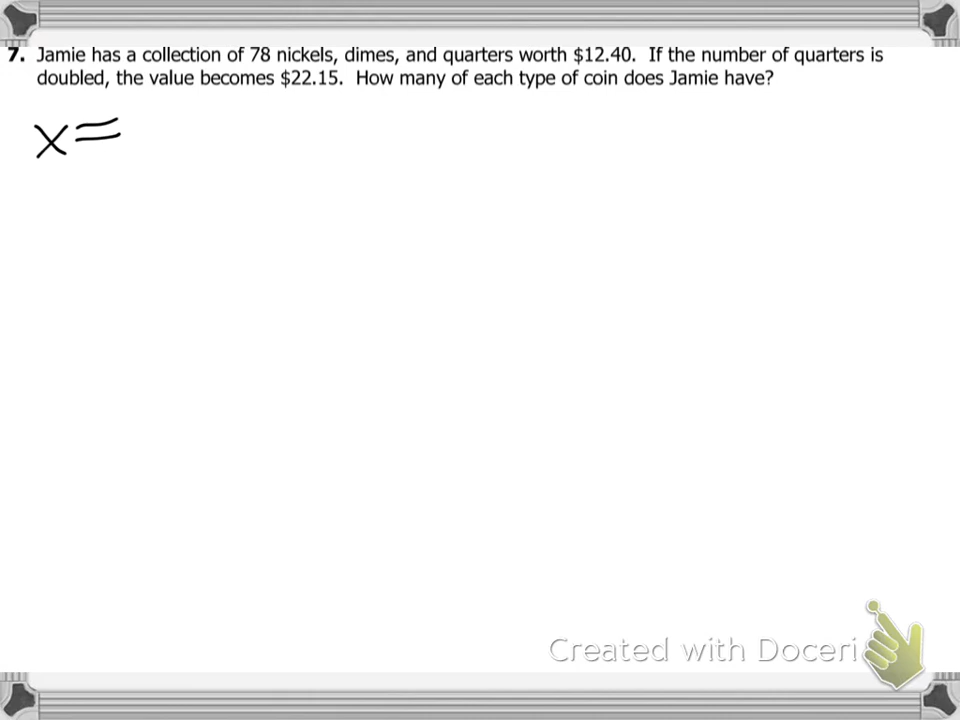 7. Jamie has a collection of 78 nickels, dimes, and quarters worth $12.40. If the number of quarters is
doubled, the value becomes $22.15. How many of each type of coin does Jamie have?
x=
Created with Doceri